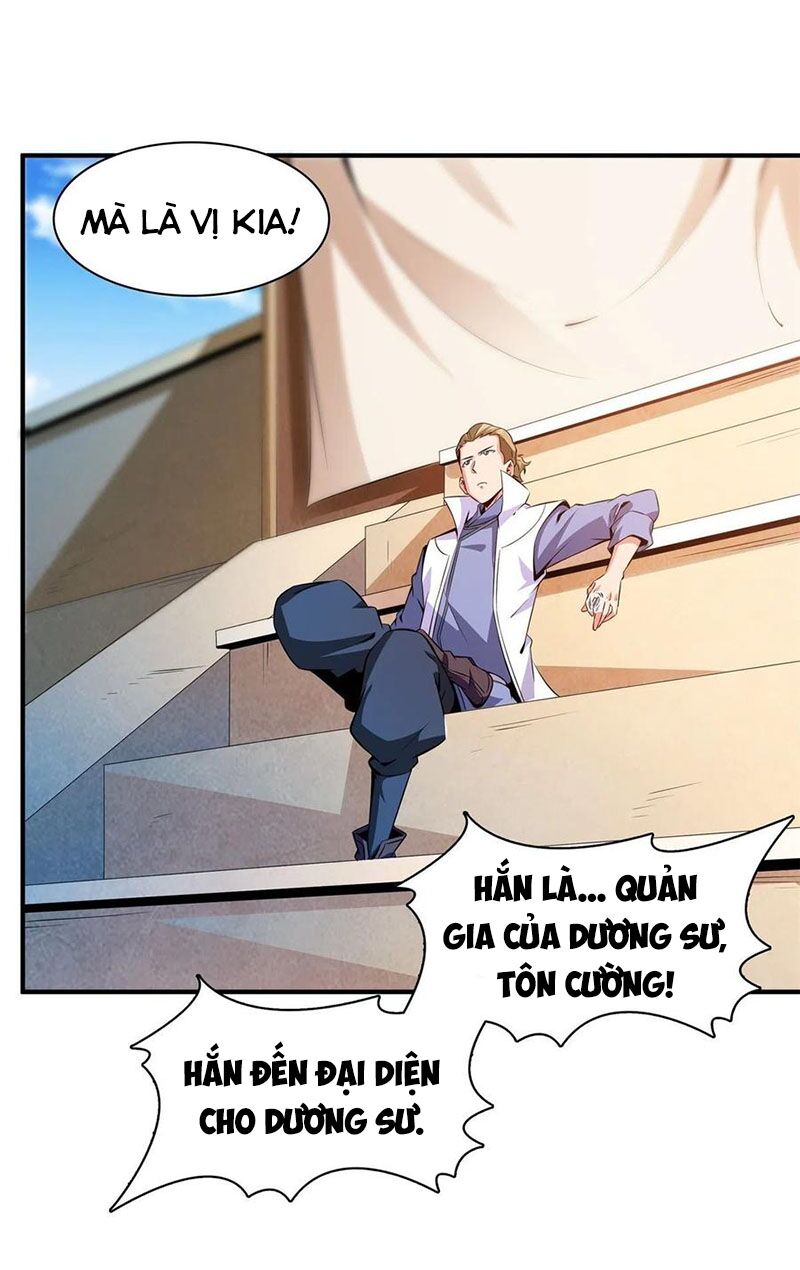 MÀ LÀ VỊ KIA!
HẮN LÀ... QUẢN
GIA CỦA DƯƠNG SƯ,
TÔN CƯỜNG!
HẮN ĐẾN ĐẠI DIỆN
CHO DƯƠNG SƯ.